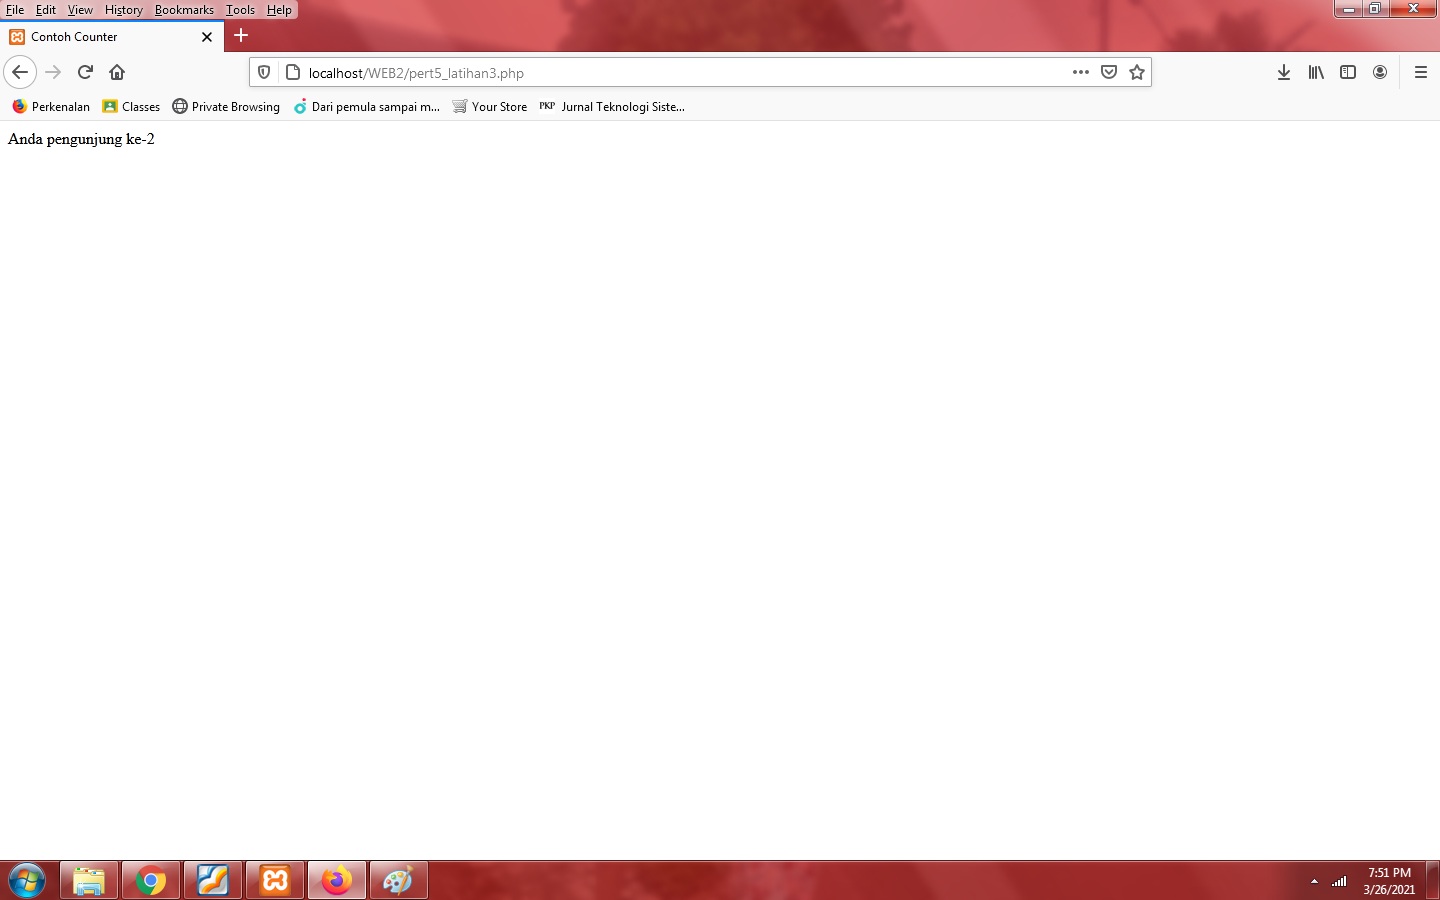 File Edit View History Bookmarks Tools Help
Contoh Counter
localhost/WEB2/pert5_latihan3.php
Perkenalan Classes Private Browsing Dari pemula sampai m... Your Store PKP Jurnal Teknologi Siste...
Anda pengunjung ke-2
7:51 PM
3/26/2021